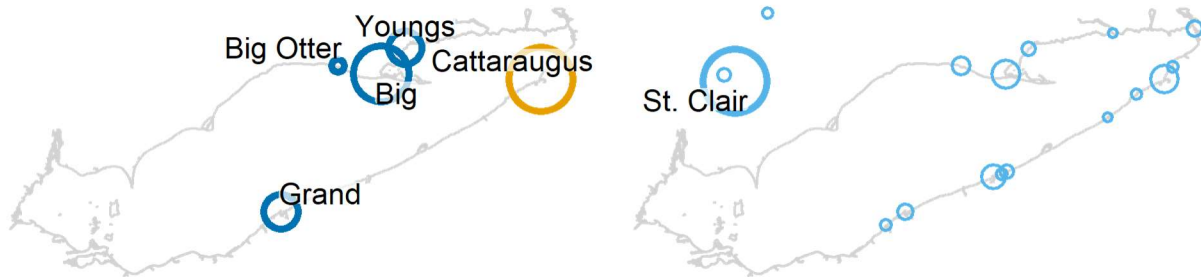 Youngs
Big Otter
Cattaraugus
Big
St. Clair
Grand